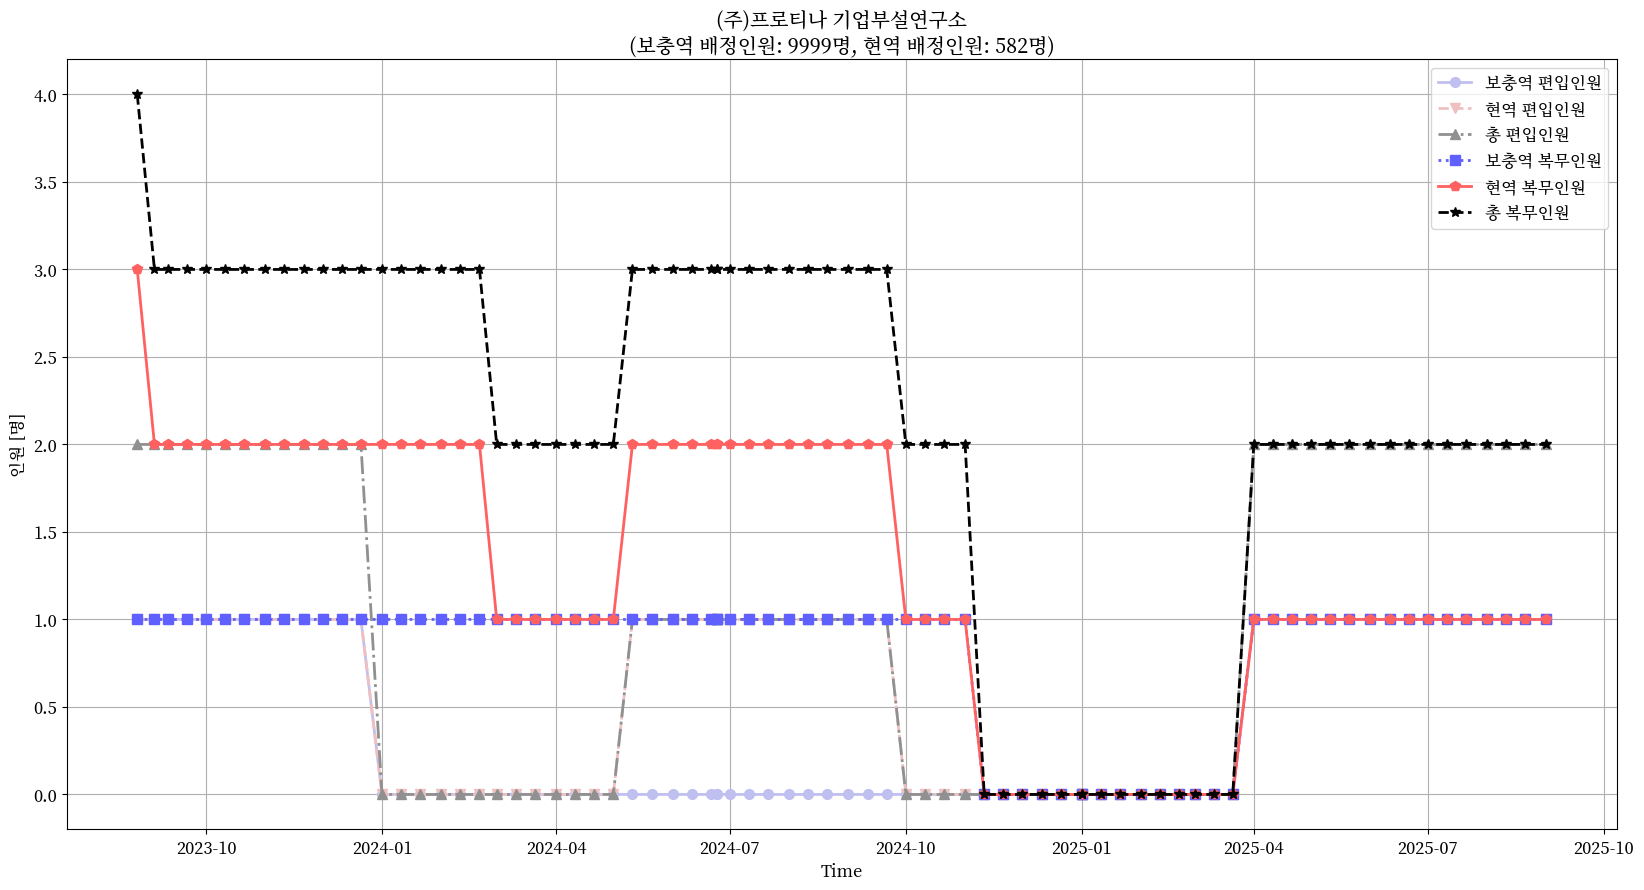 (주)프로티나 기업부설연구소
(보충역 배정인원: 9999명, 현역 배정인원: 582명)
보충역 편입인원
현역 편입인원
총 편입인원
보충역 복무인원
현역 복무인원
총 복무인원
인원 [명]
4.0
3.5
3.0
2.5
2.0
1.5
1.0
0.5
0.0
2023-10 2024-01 2024-04 2024-07 2024-10 2025-01 2025-04 2025-07 2025-10
Time